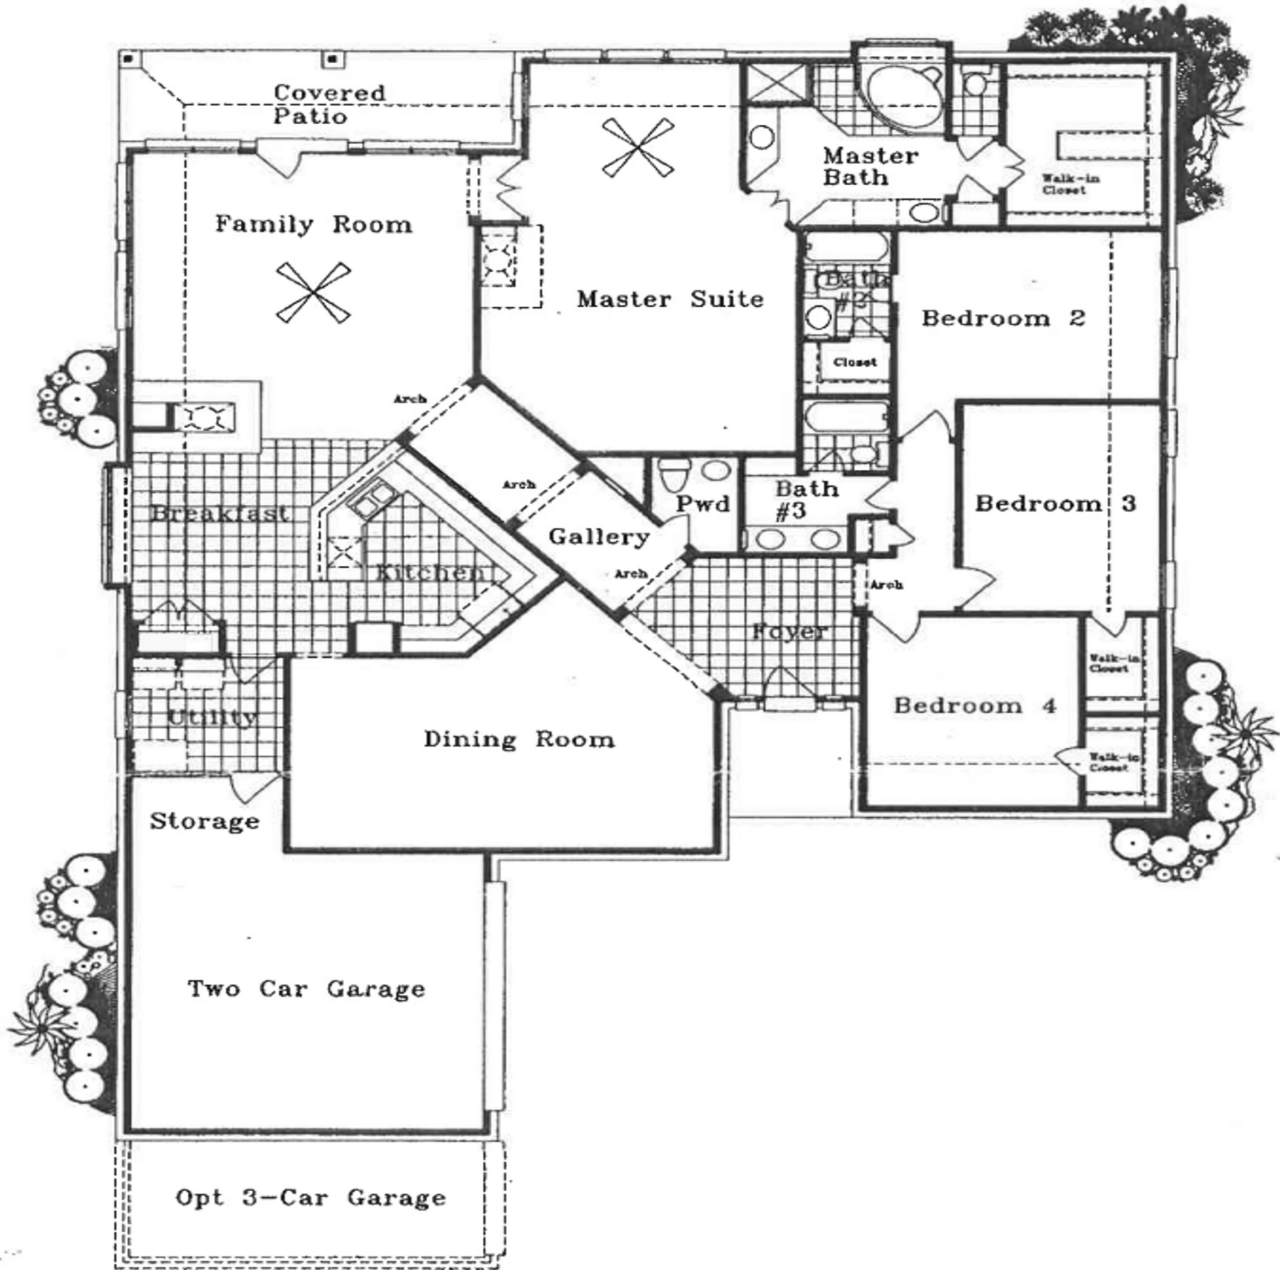 Covered
Patio
Master
Bath
Walk-in
Closet
Family Room
Master Suite
Bath
#2
Bedroom 2
Closet
Arch
Arch
Breakfast
Kitchen
Gallery
Pwd
Bath
#3
Bedroom 3
Arch
Arch
Foyer
Walk-in
Closet
Utility
Dining Room
Bedroom 4
Walk-in
Closet
Storage
Two Car Garage
Opt 3-Car Garage